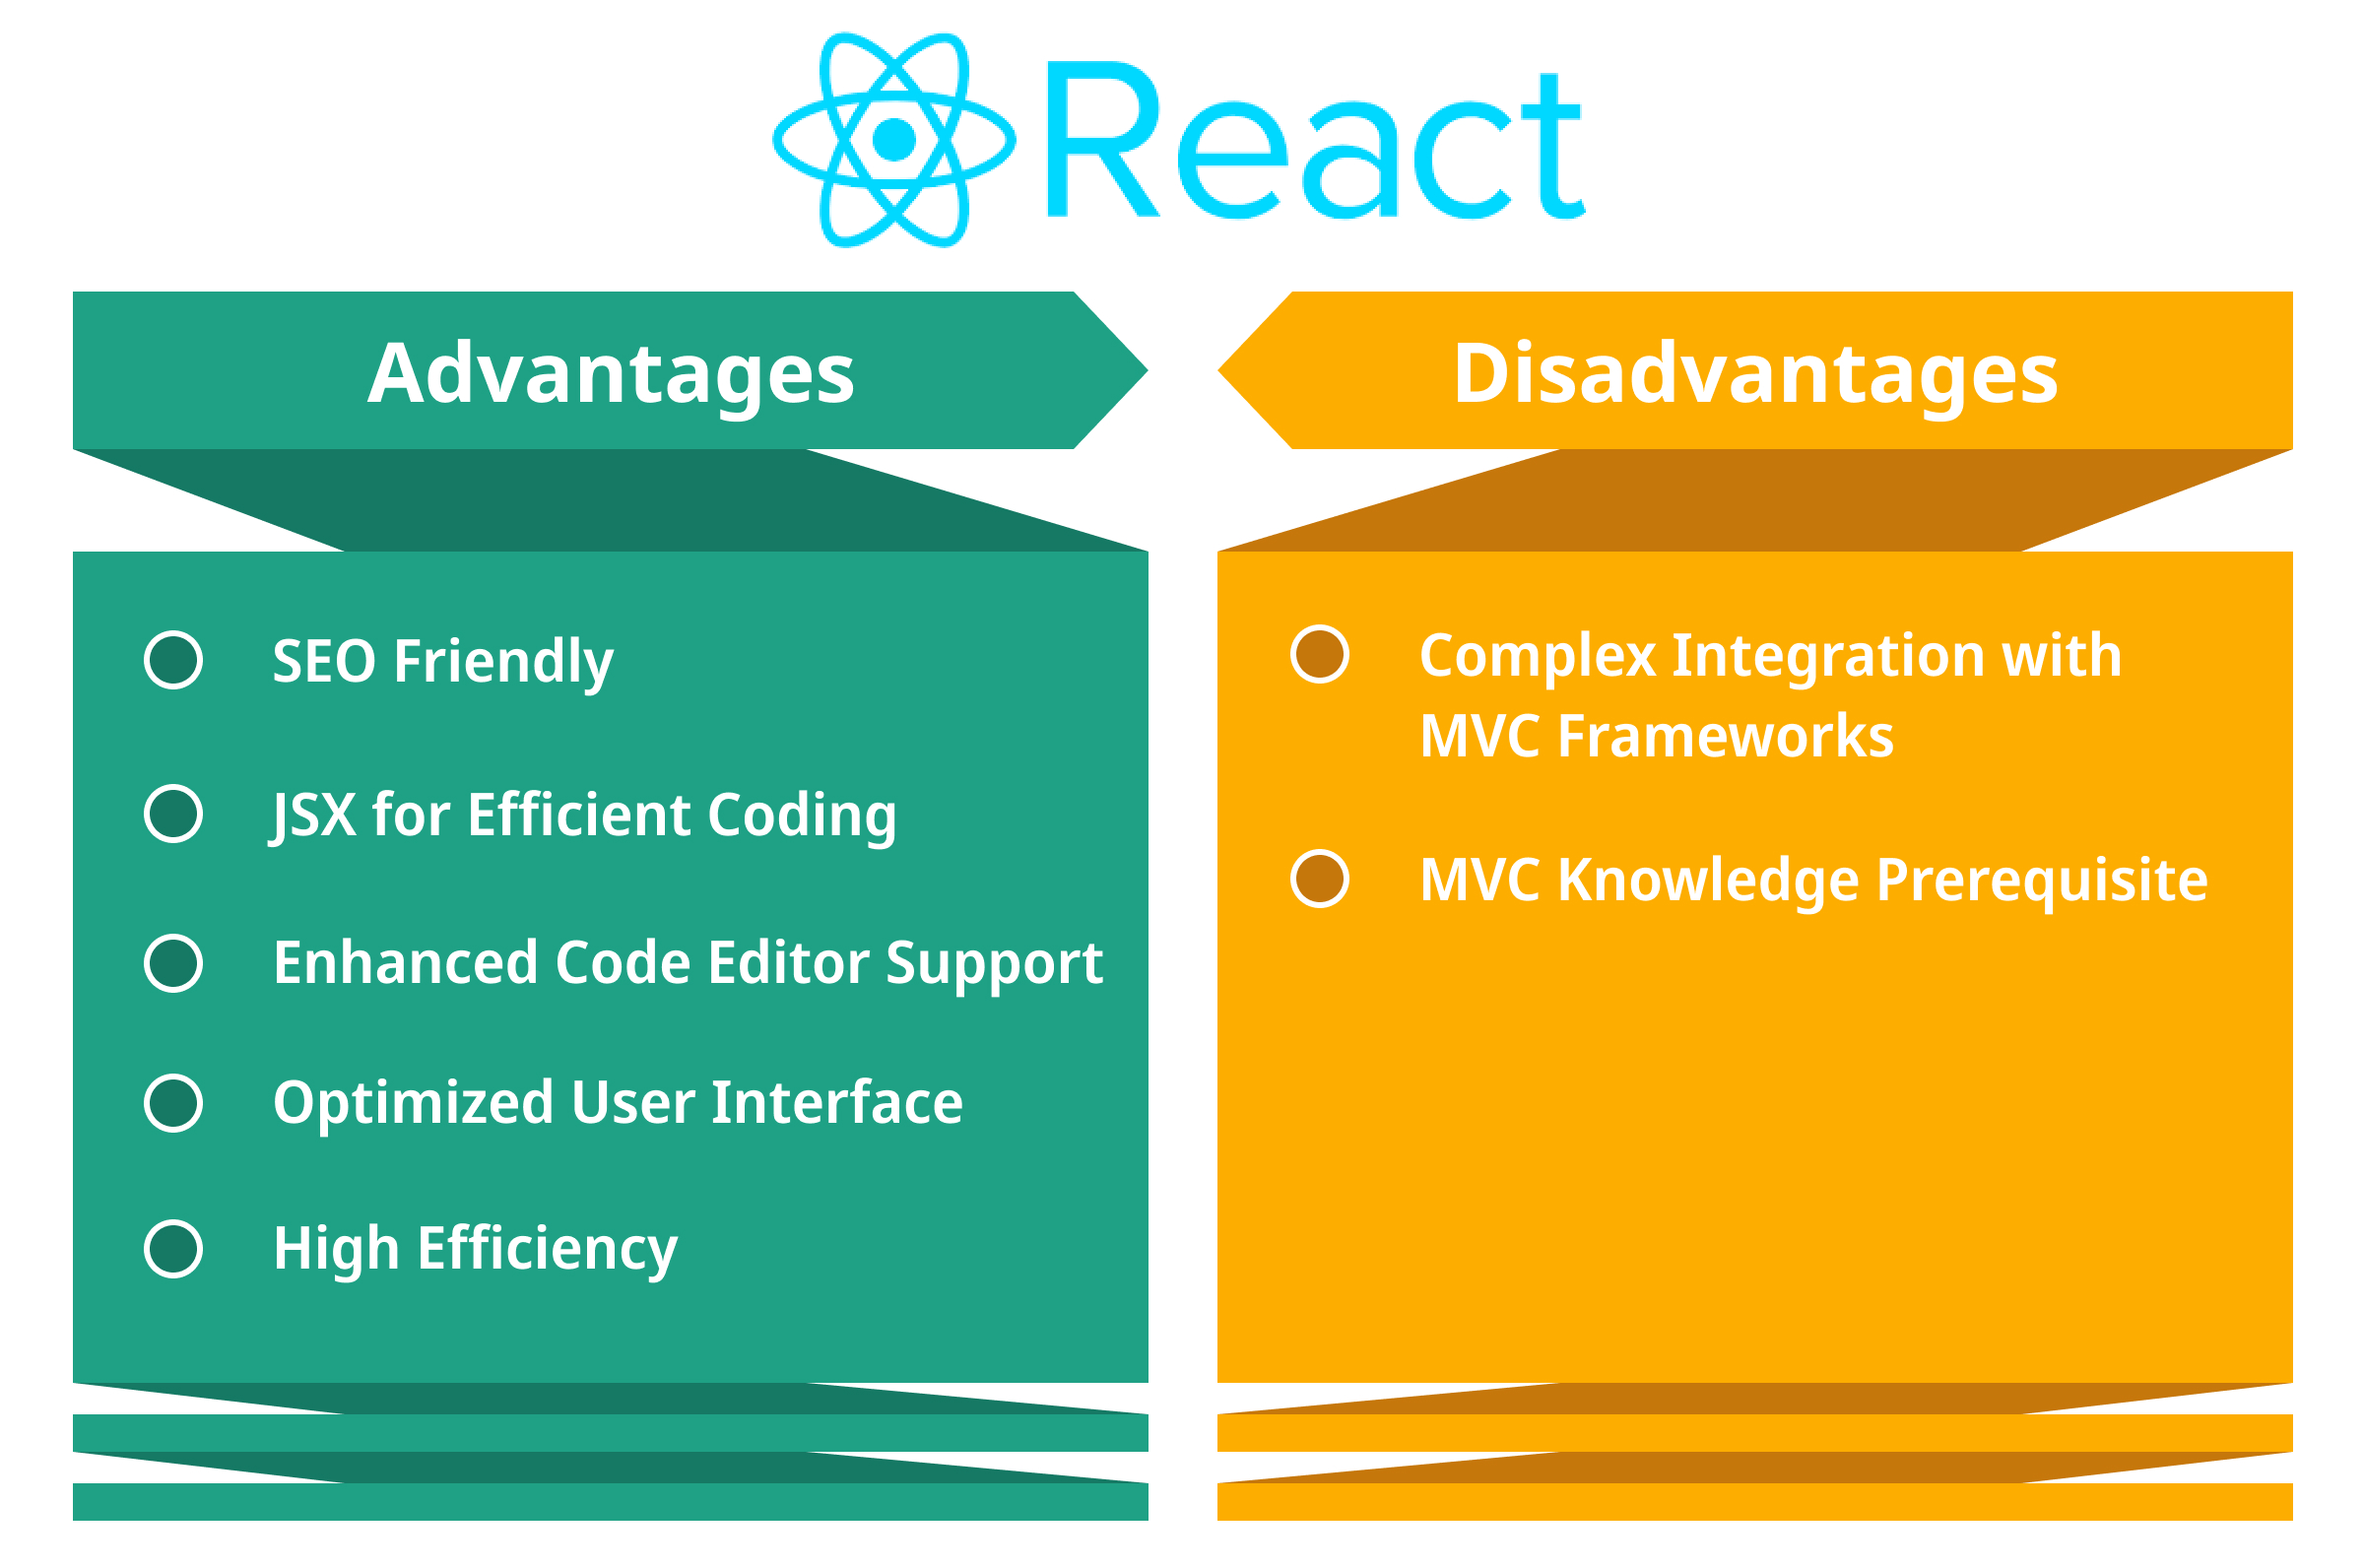 React
Advantages
SEO Friendly
JSX for Efficient Coding
Enhanced Code Editor Support
Optimized User Interface
High Efficiency
Disadvantages
Complex Integration with
MVC Frameworks
MVC Knowledge Prerequisite